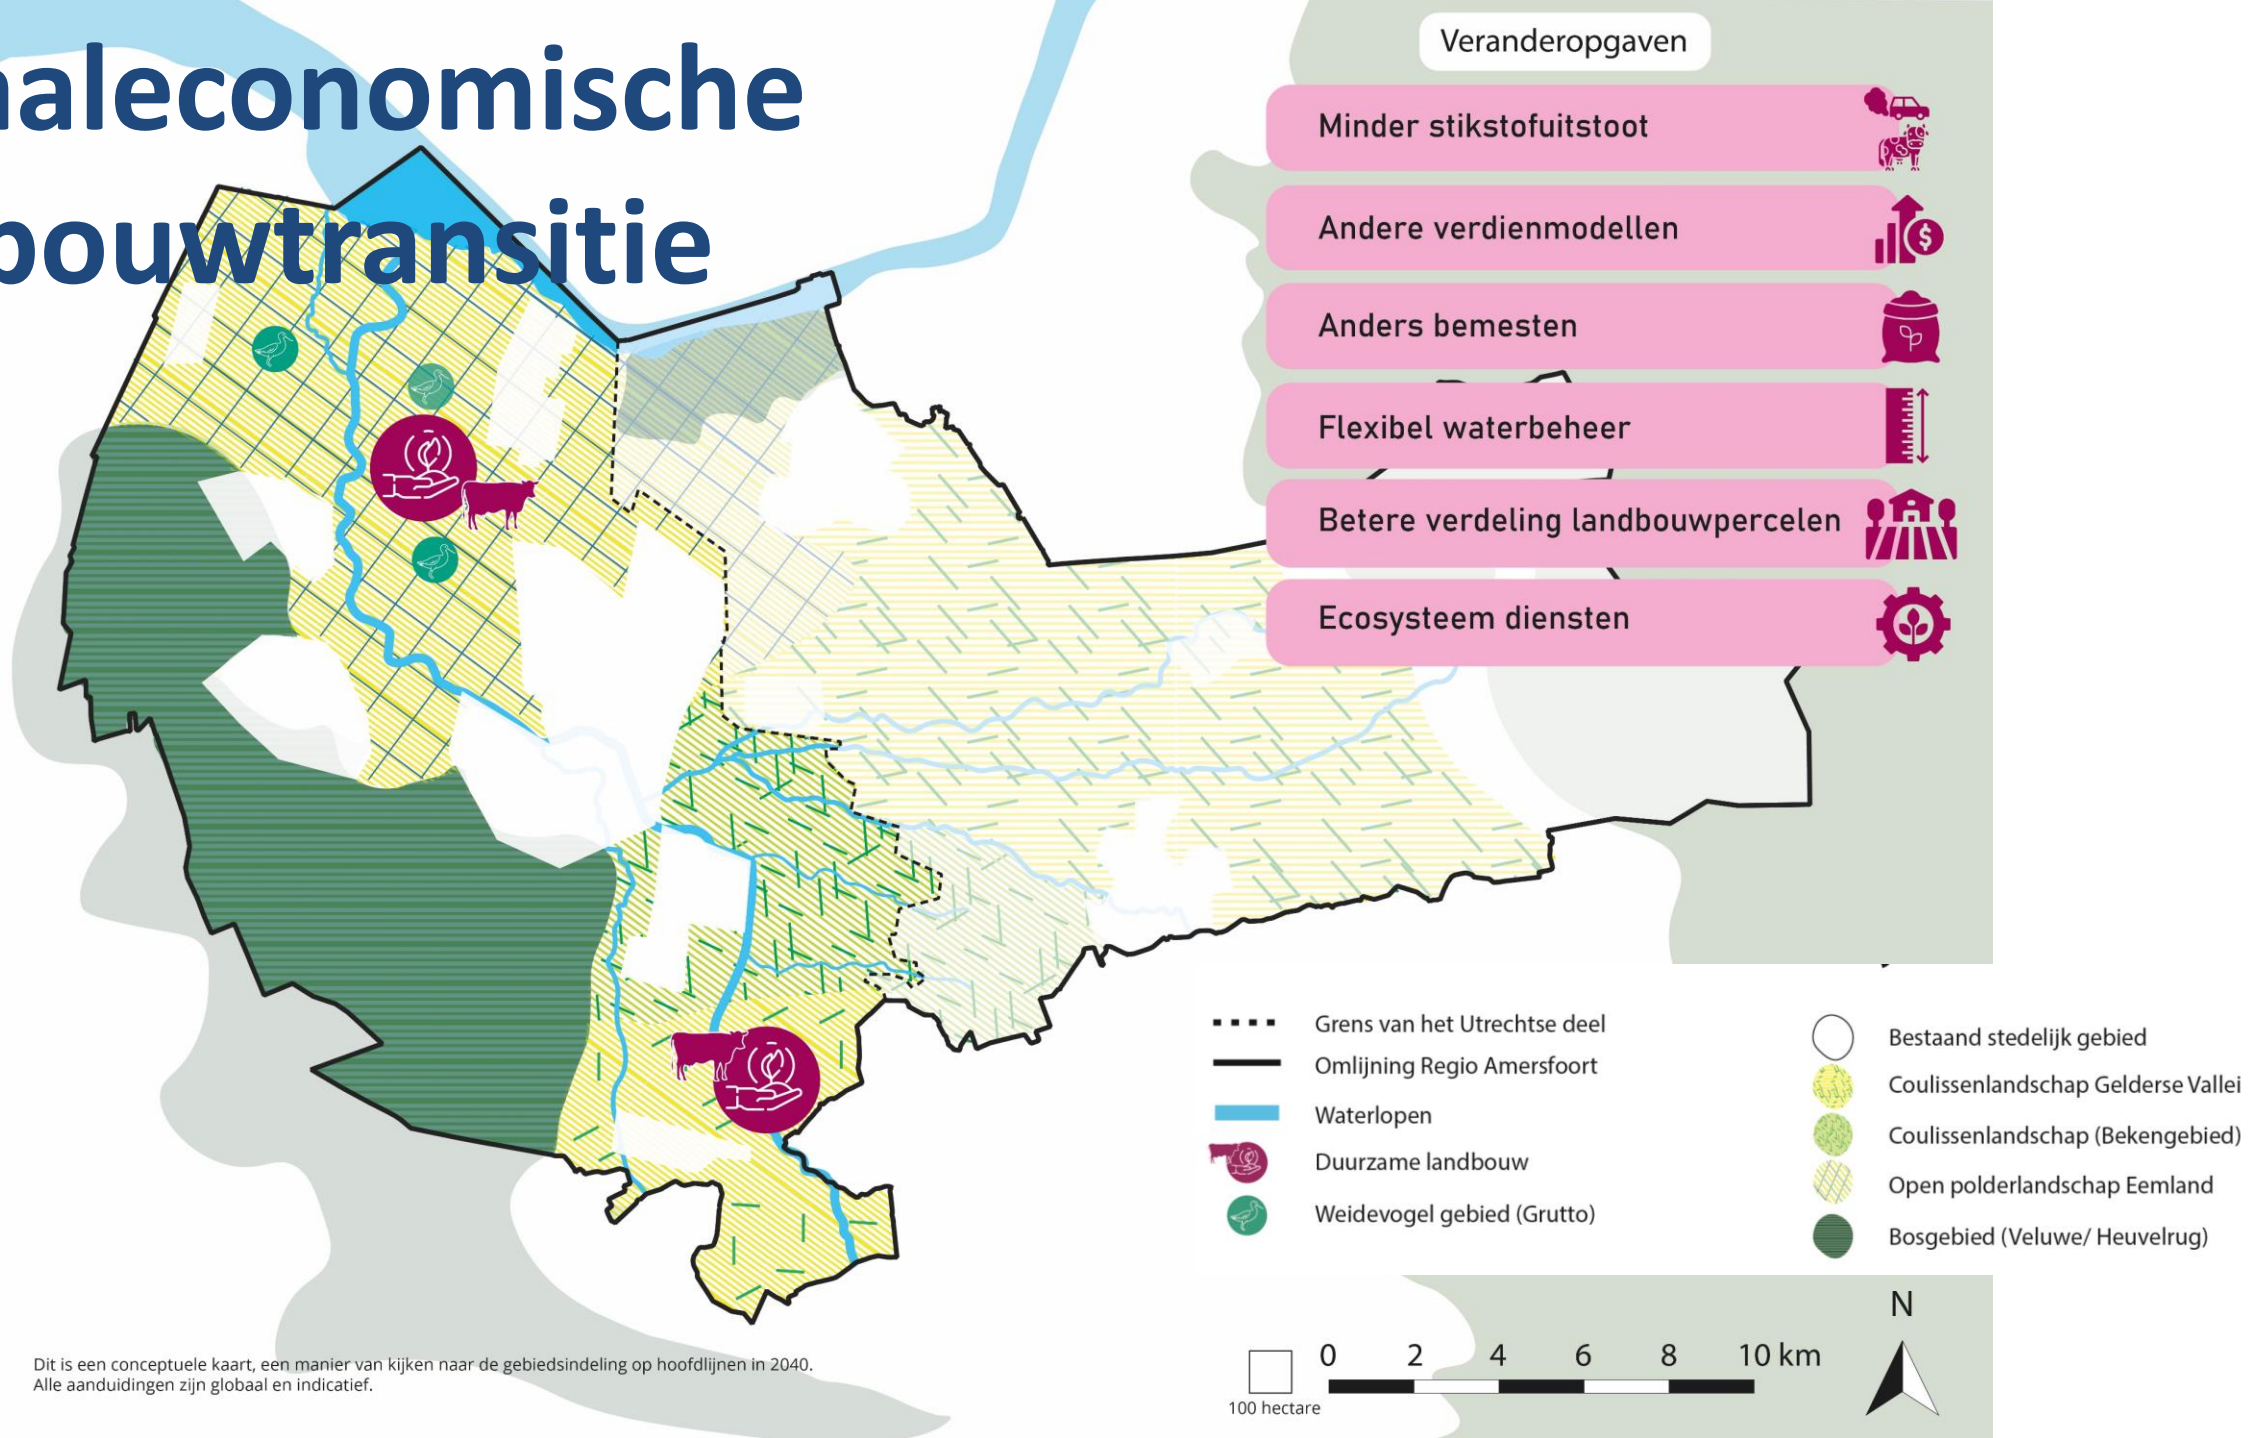 naleconomische
bouwtransitie
Veranderopgaven
Minder stikstofuitstoot
Andere verdienmodellen
Anders bemesten
Flexibel waterbeheer
Betere verdeling landbouwpercelen
Ecosysteem diensten
Grens van het Utrechtse deel
Omlijning Regio Amersfoort
Waterlopen
Duurzame landbouw
Weidevogel gebied (Grutto)
Bestaand stedelijk gebied
Coulissenlandschap Gelderse Vallei
Coulissenlandschap (Bekengebied)
Open polderlandschap Eemland
Bosgebied (Veluwe/ Heuvelrug)
Dit is een conceptuele kaart, een manier van kijken naar de gebiedsindeling op hoofdlijnen in 2040.
Alle aanduidingen zijn globaal en indicatief.
0 2 4 6 8 10 km
100 hectare
N